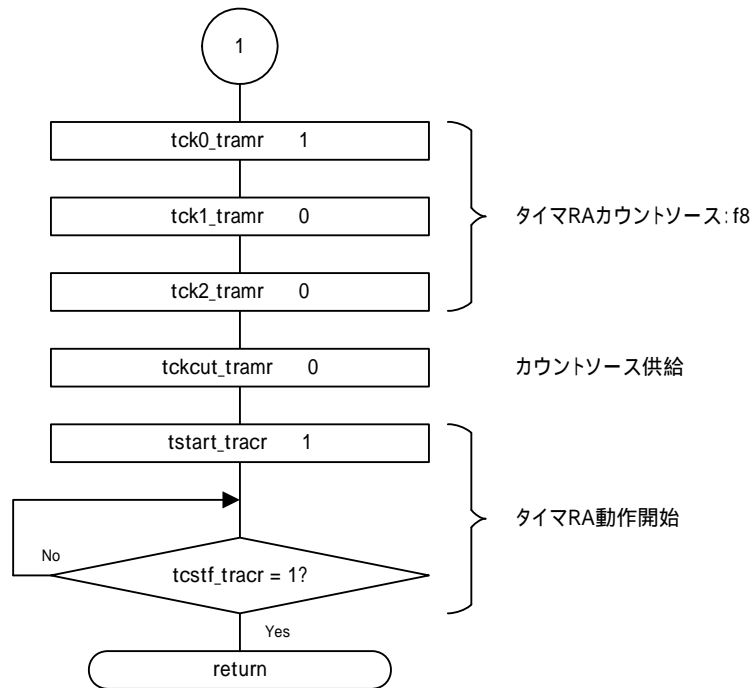 1
tck0_tramr 1
tck1_tramr 0
タイマRAカウントソース：f8
tck2_tramr 0
tckcut_tramr 0
カウントソース供給
tstart_tracr 1
タイマRA動作開始
No
tcstf_tracr = 1?
Yes
return